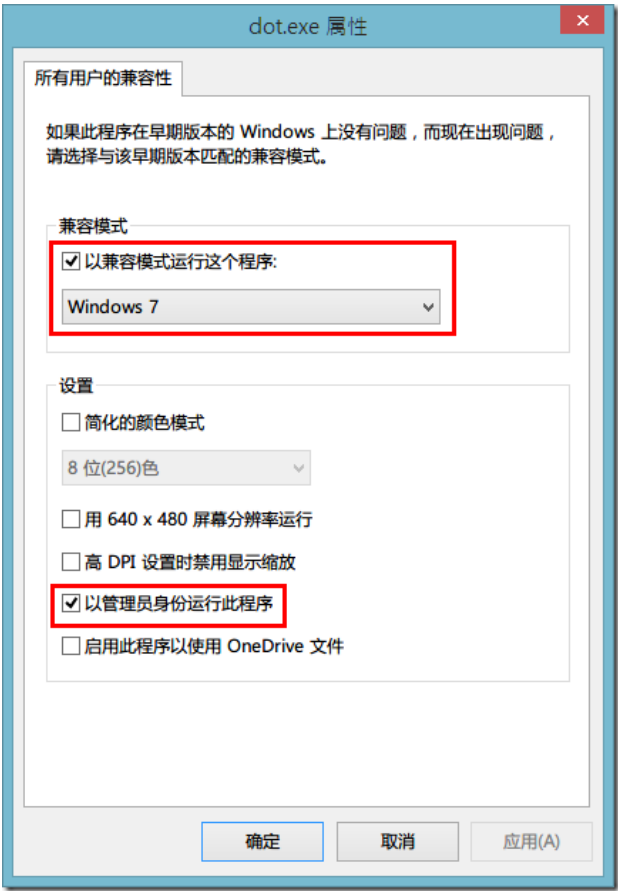 dot.exe 属性
所有用户的兼容性
如果此程序在早期版本的 Windows 上没有问题，而现在出现问题，
请选择与该早期版本匹配的兼容模式。
兼容模式
以兼容模式运行这个程序:
Windows 7
设置
简化的颜色模式
8 位(256)色
用 640 x 480 屏幕分辨率运行
高 DPI 设置时禁用显示缩放
以管理员身份运行此程序
启用此程序以使用 OneDrive 文件
确定
取消
应用(A)